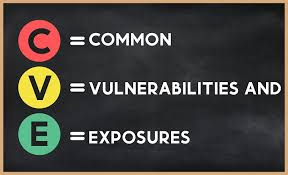 C = COMMON
V = VULNERABILITIES AND
E = EXPOSURES